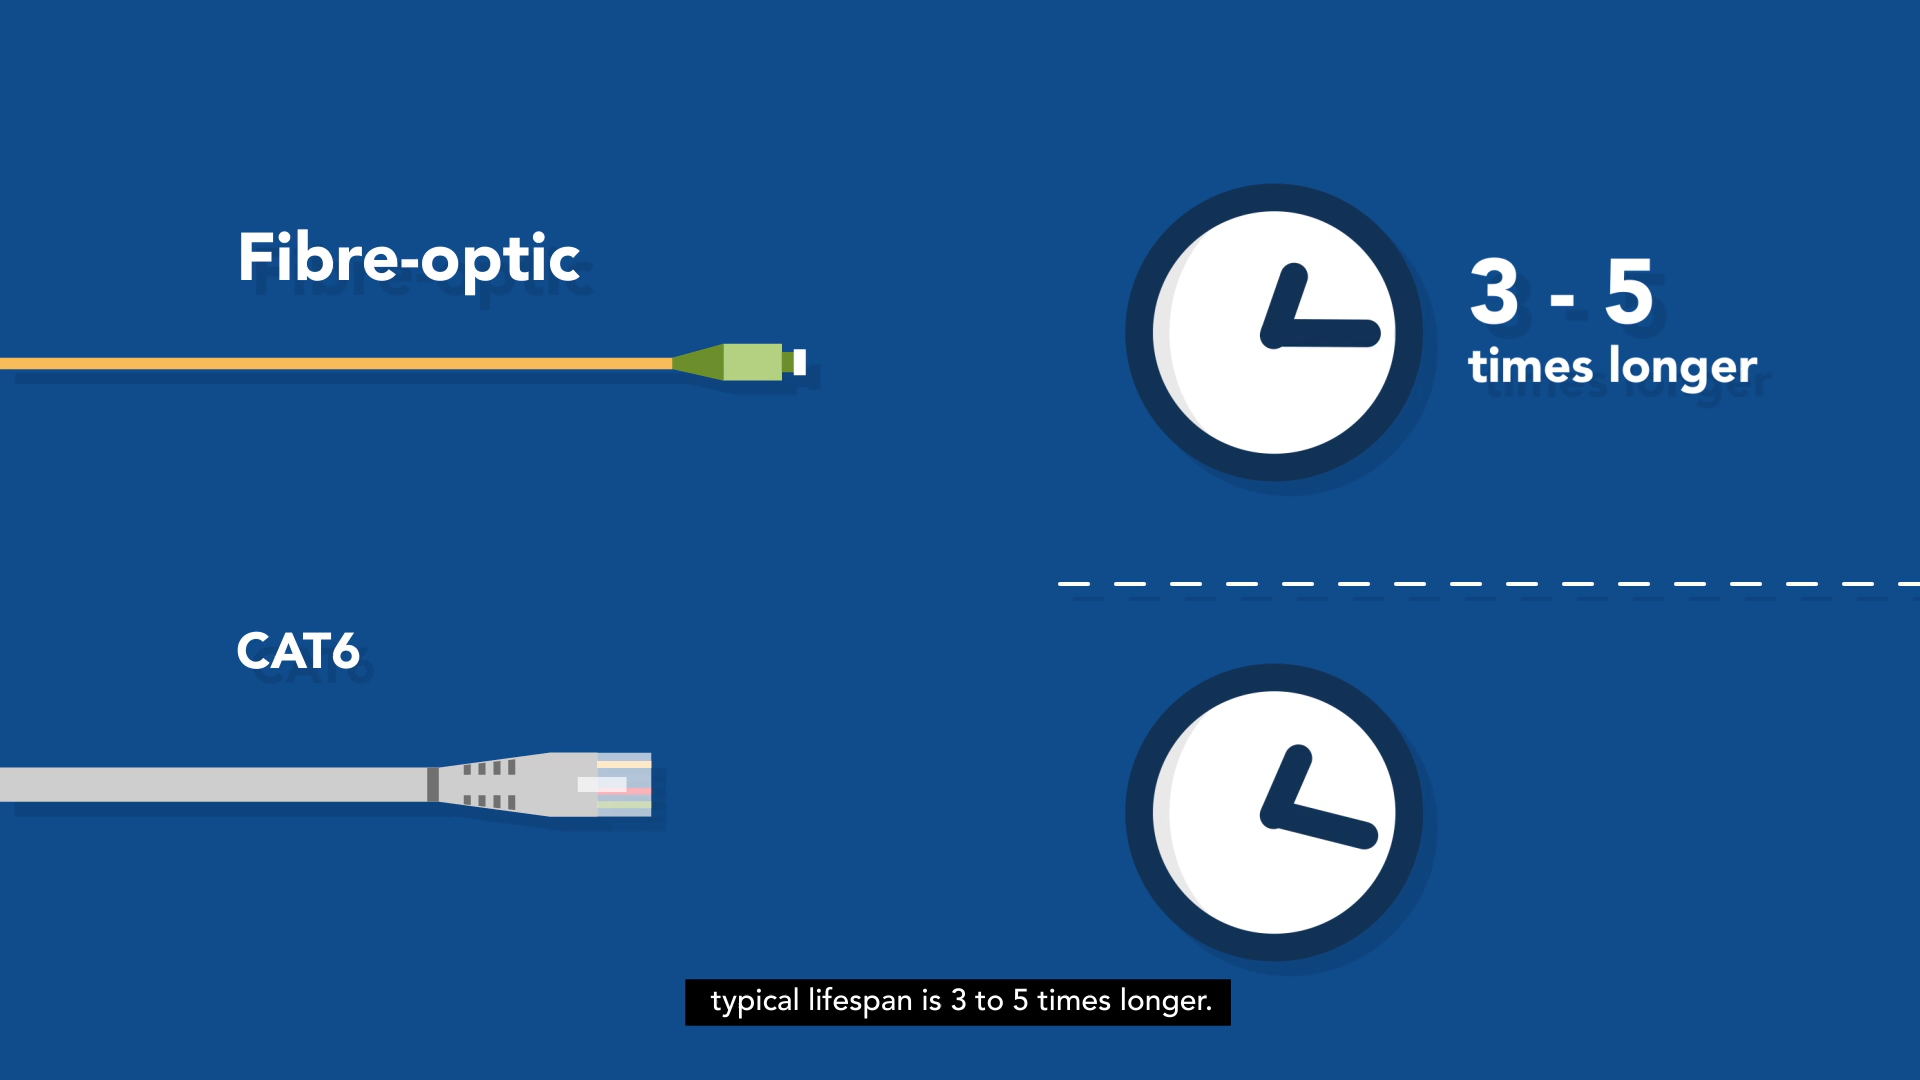 Fibre-optic
3 - 5
times longer
CAT6
typical lifespan is 3 to 5 times longer.